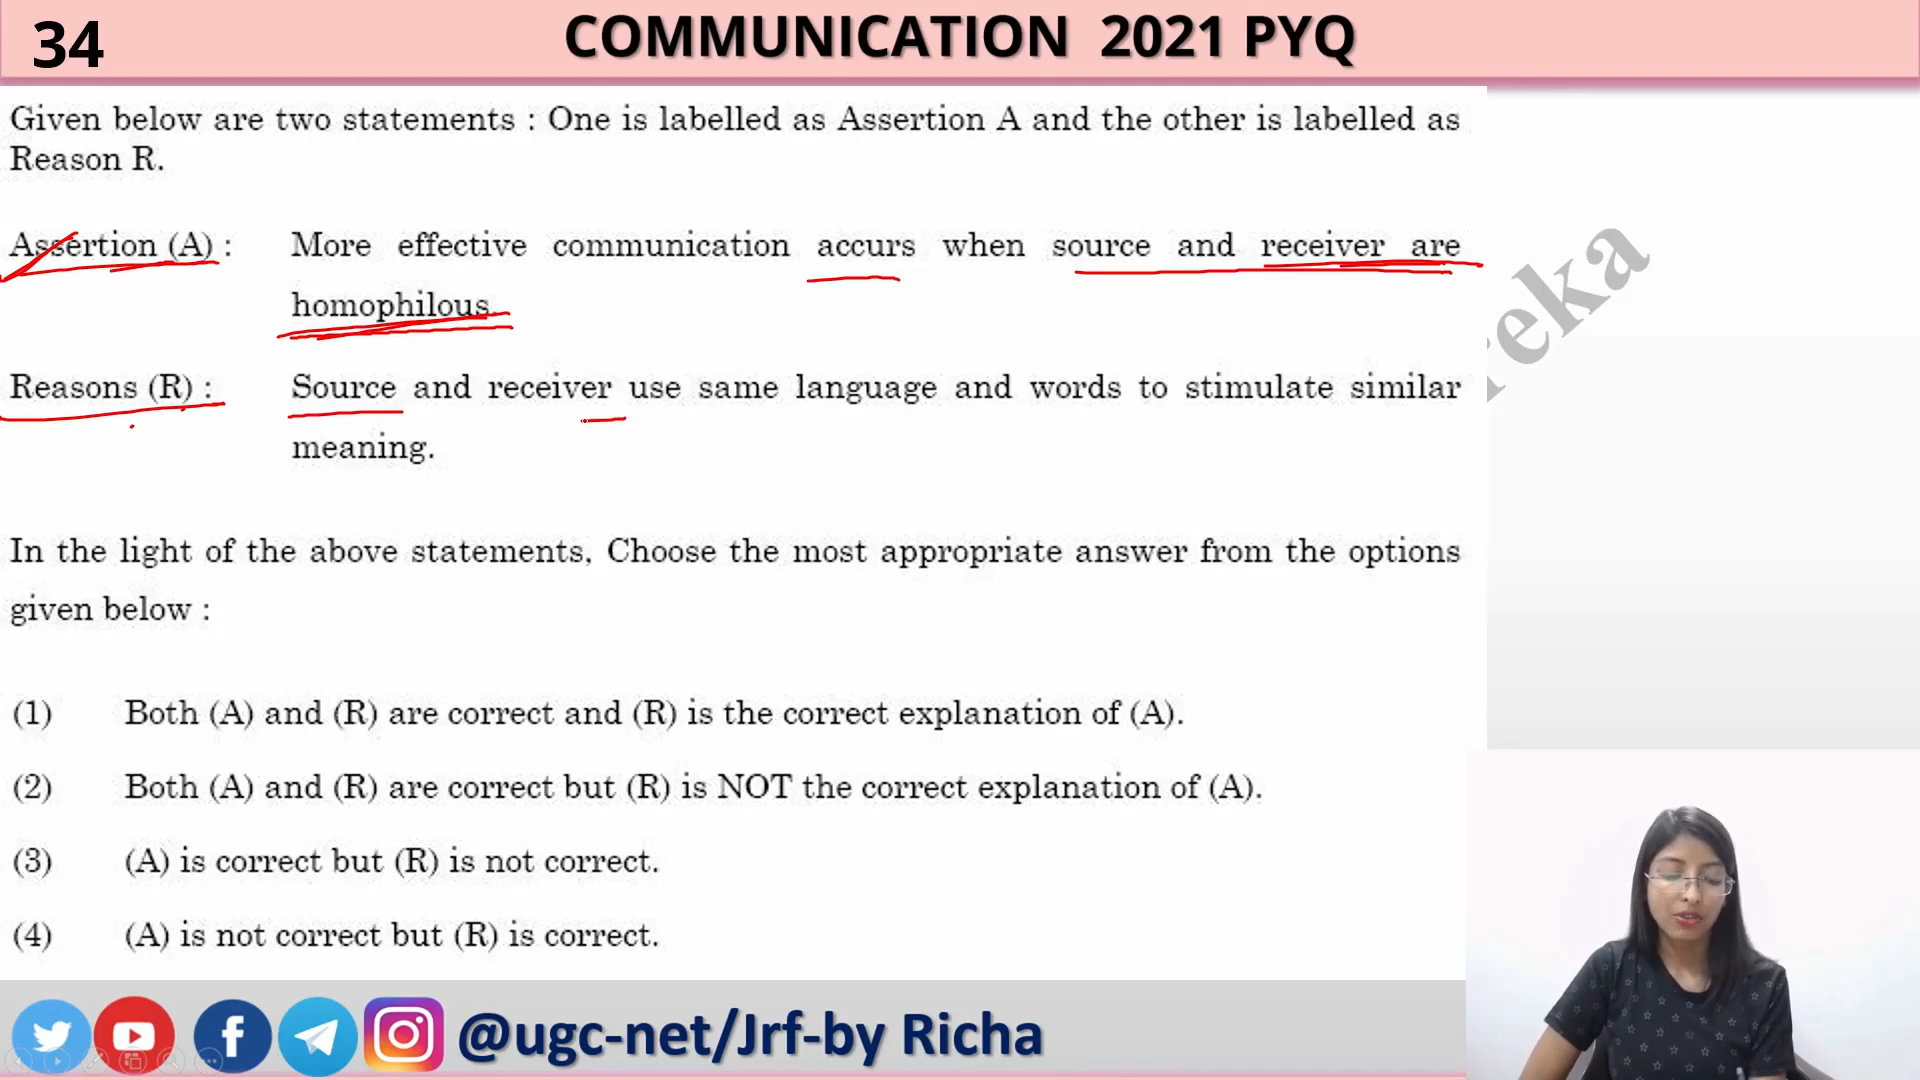 34
COMMUNICATION 2021 PYQ
Given below are two statements : One is labelled as Assertion A and the other is labelled as
Reason R.
Assertion (A) : More effective communication accurs when source and receiver are
homophilous.
Reasons (R) : Source and receiver use same language and words to stimulate similar
meaning.
In the light of the above statements, Choose the most appropriate answer from the options
given below :
(1) Both (A) and (R) are correct and (R) is the correct explanation of (A).
(2) Both (A) and (R) are correct but (R) is NOT the correct explanation of (A).
(3) (A) is correct but (R) is not correct.
(4) (A) is not correct but (R) is correct.
reka
@ugc-net/Jrf-by Richa